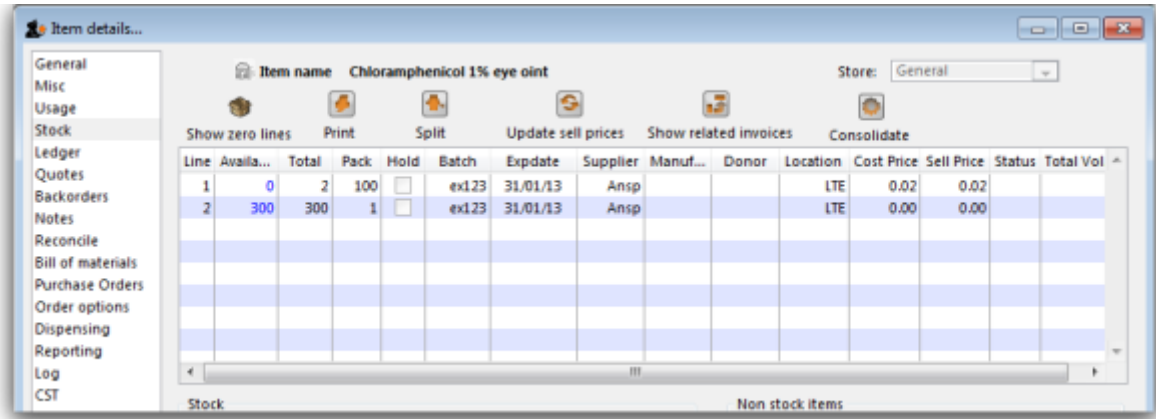 Item details...
General
Misc
Usage
Stock
Ledger
Quotes
Backorders
Notes
Reconcile
Bill of materials
Purchase Orders
Order options
Dispensing
Reporting
Log
CST
Item name Chloramphenicol 1% eye oint Store: General
Show zero lines Print Split Update sell prices Show related invoices Consolidate
Line Availa... Total Pack Hold Batch Expdate Supplier Manuf... Donor Location Cost Price Sell Price Status Total Vol
1 0 2 100 ex123 31/01/13 Ansp LTE 0.02 0.02
2 300 300 1 ex123 31/01/13 Ansp LTE 0.00 0.00
Stock Non stock items